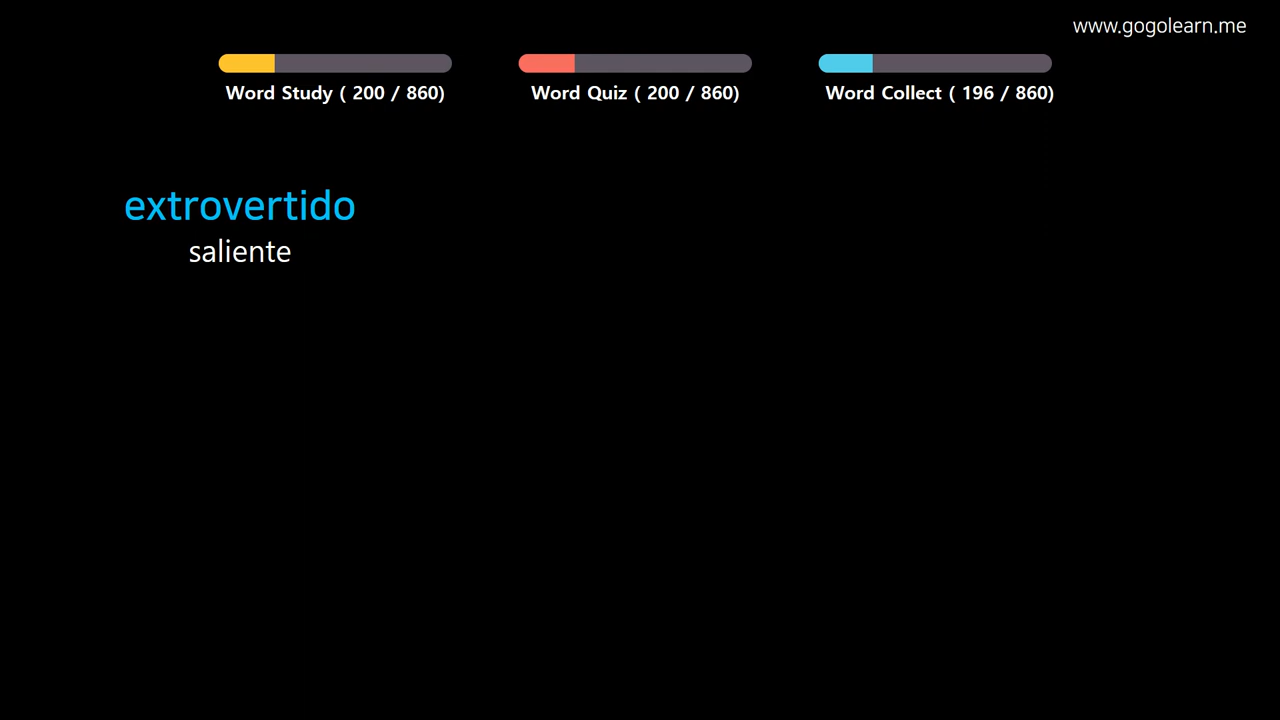 www.gogolearn.me
Word Study ( 200 / 860)
Word Quiz ( 200 / 860)
Word Collect ( 196 / 860)
extrovertido
saliente